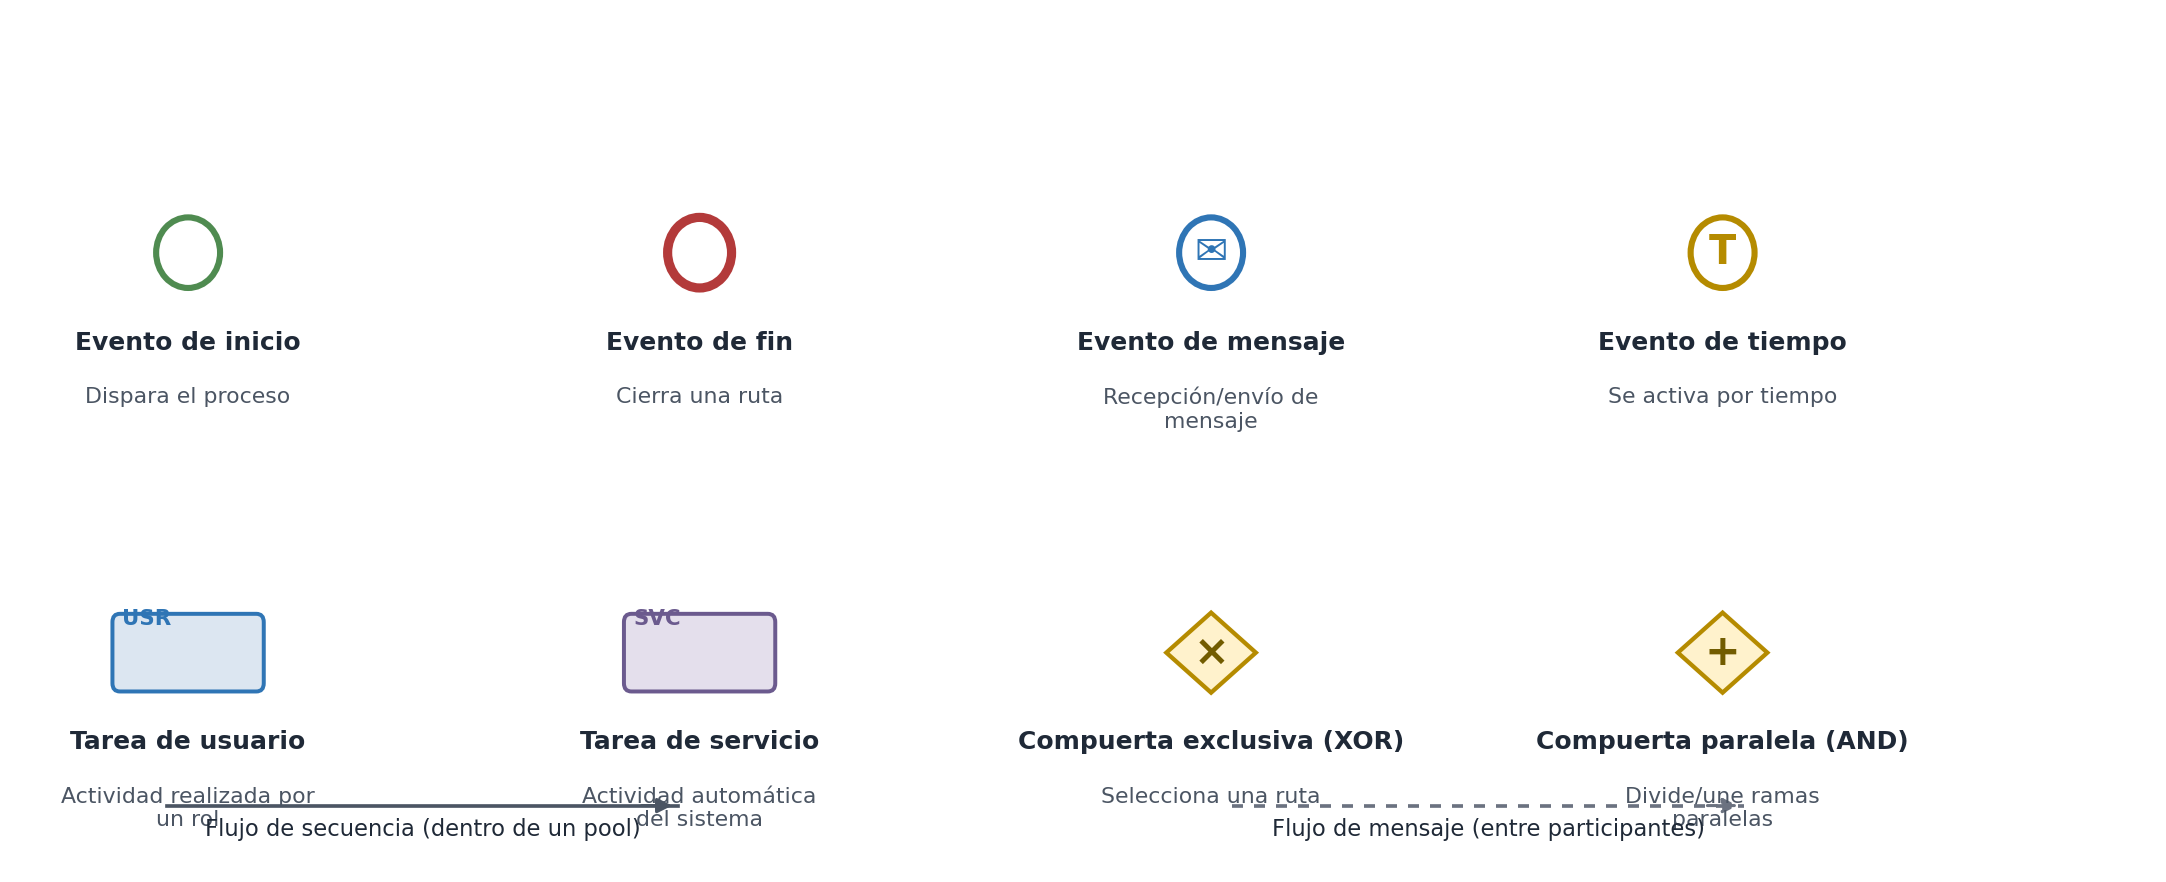 ✉
T
Evento de inicio
Evento de fin
Evento de mensaje
Evento de tiempo
Dispara el proceso
Cierra una ruta
Recepción/envío de
mensaje
Se activa por tiempo
USR
SVC
×
+
Tarea de usuario
Tarea de servicio
Compuerta exclusiva (XOR)
Compuerta paralela (AND)
Actividad realizada por
un rol
Actividad automática
del sistema
Selecciona una ruta
Divide/une ramas
paralelas
Flujo de secuencia (dentro de un pool)
Flujo de mensaje (entre participantes)